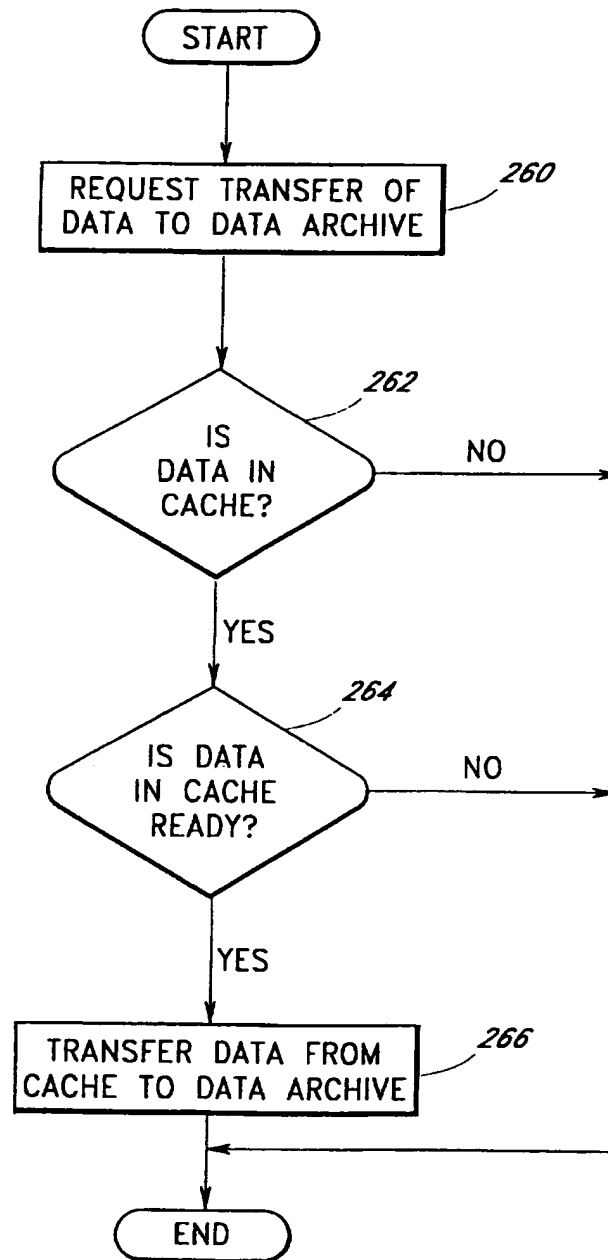 START
REQUEST TRANSFER OF
DATA TO DATA ARCHIVE
260
262
IS
DATA IN
CACHE?
NO
YES
264
IS DATA
IN CACHE
READY?
NO
YES
TRANSFER DATA FROM
CACHE TO DATA ARCHIVE
266
END